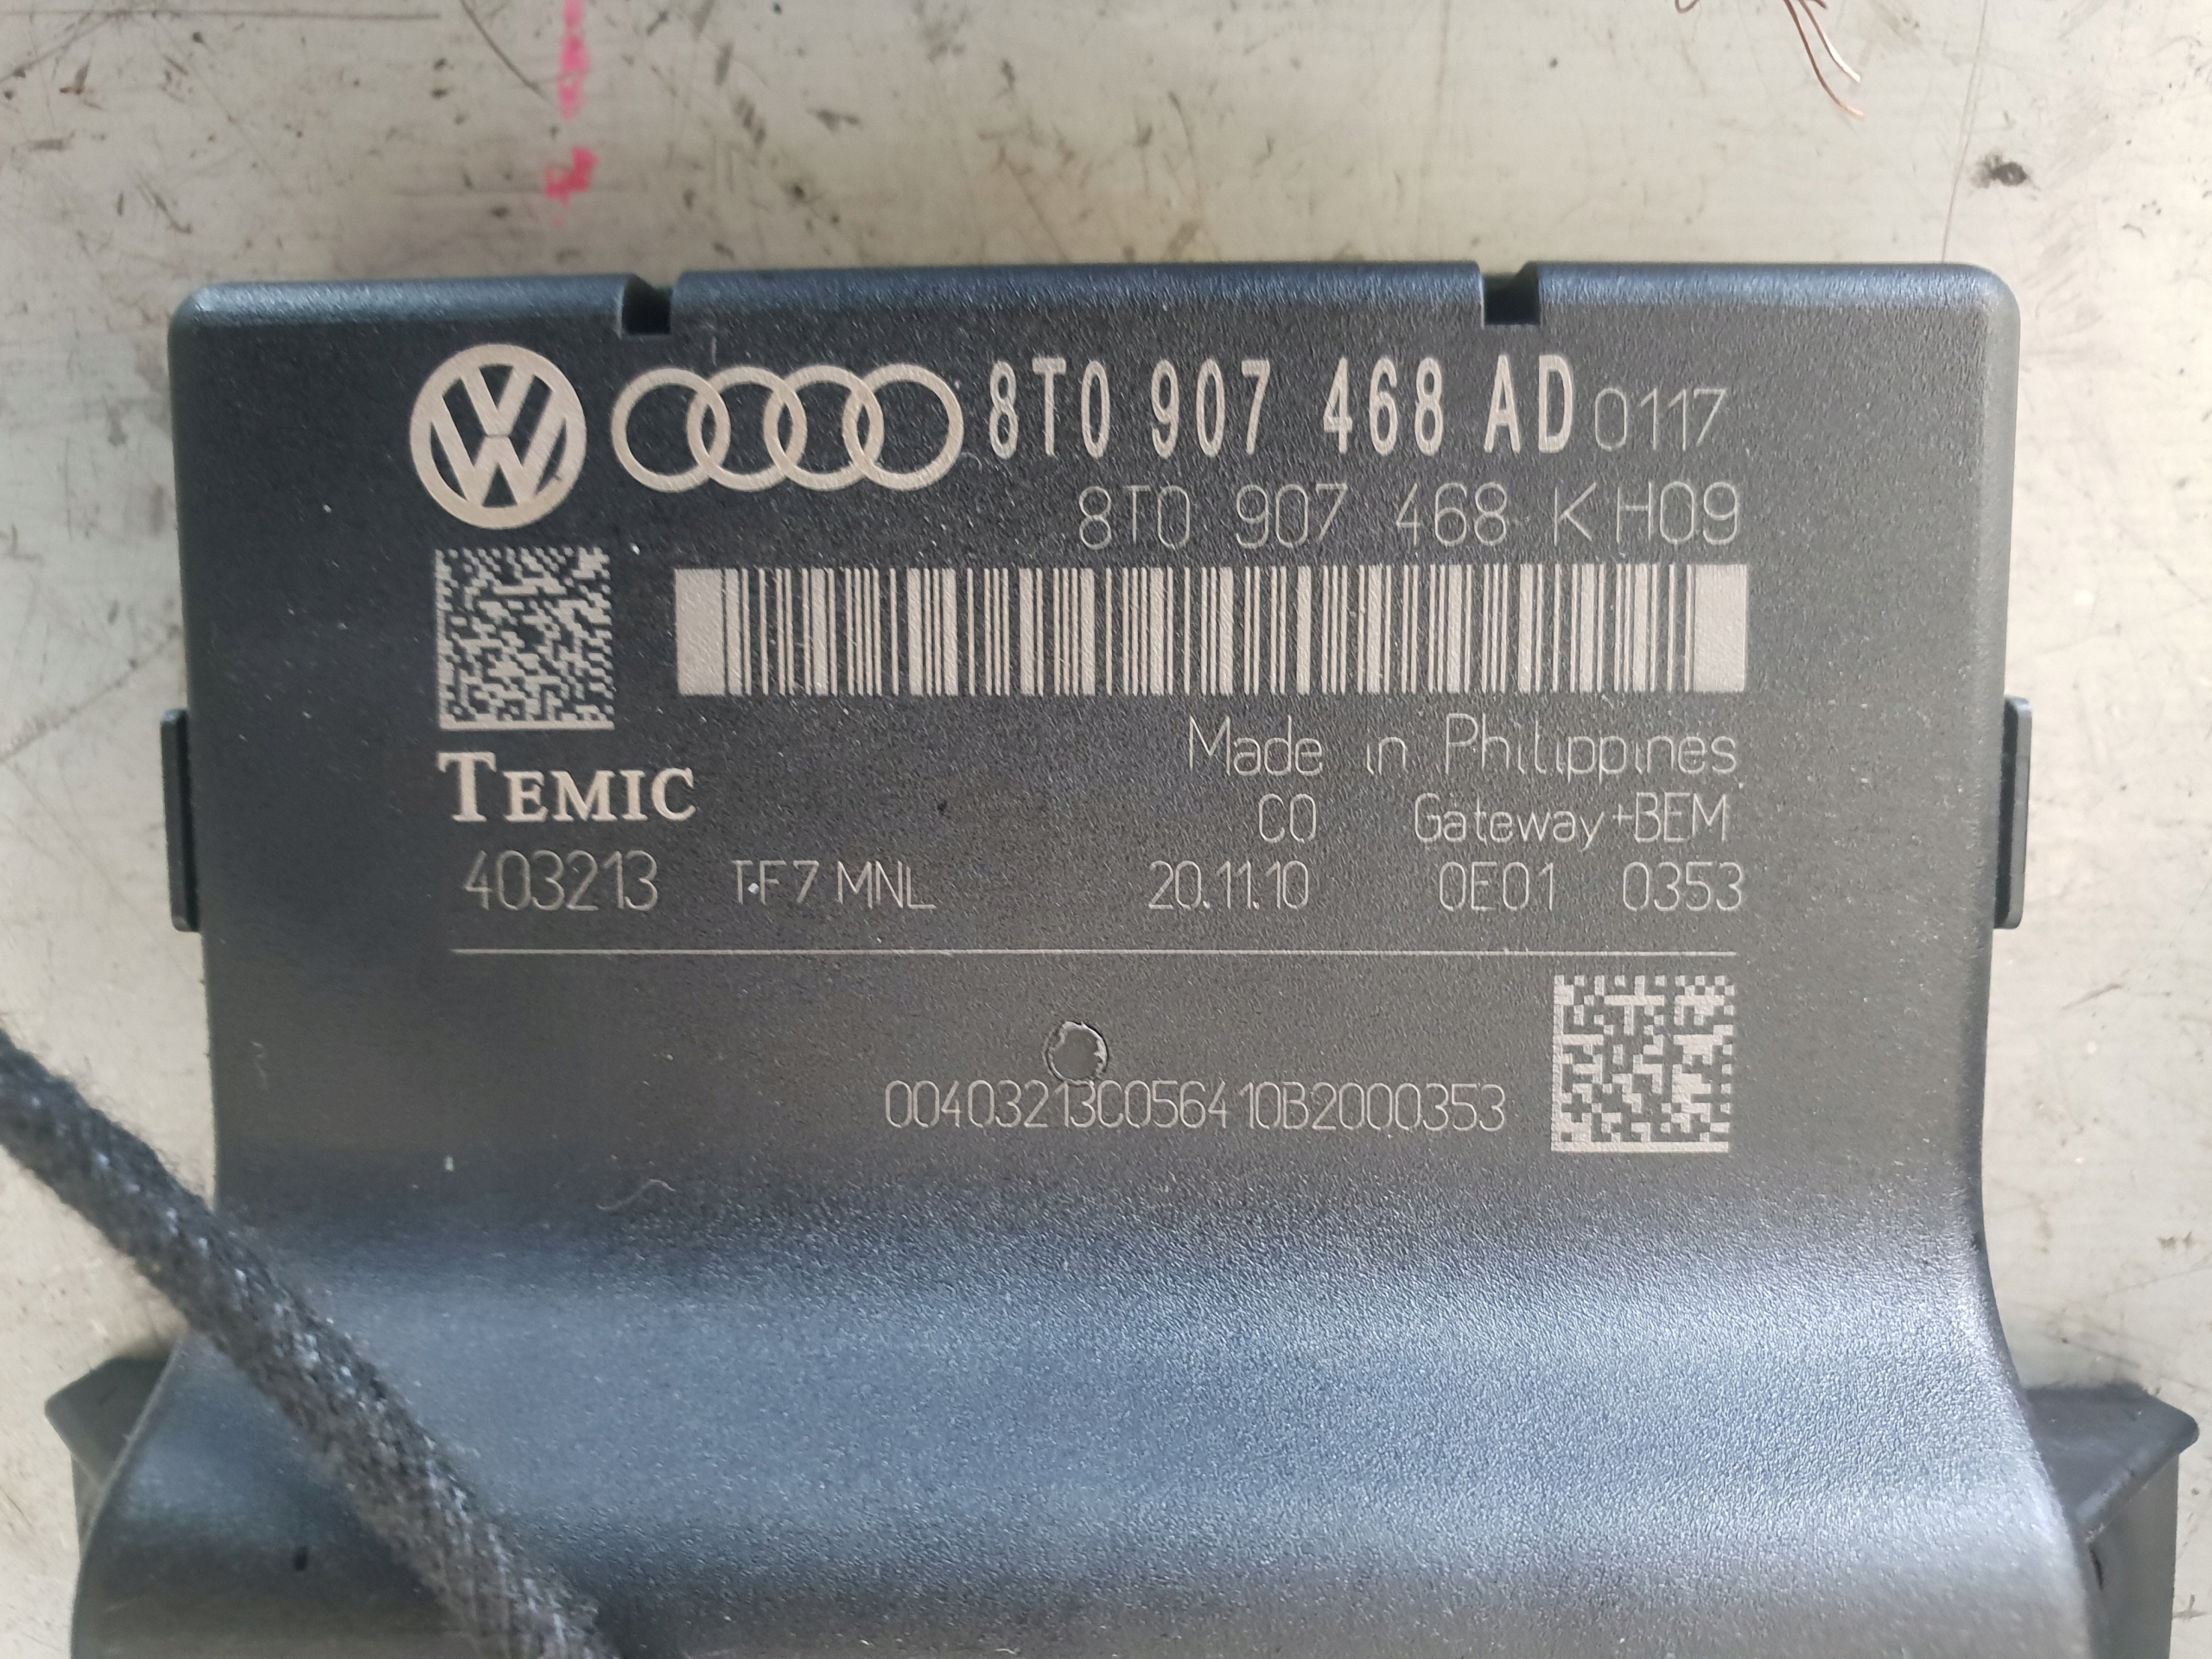 8T0 907 468 AD 0117
8T0 907 468 K H09
Made in Philippines
TEMIC
C0 Gateway+BEM
403213 TF7 MNL 20.11.10 0E01 0353
00403213C056410B2000353